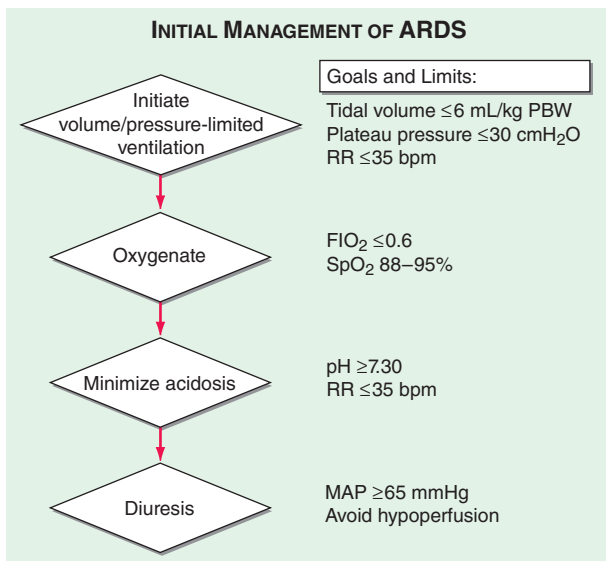 INITIAL MANAGEMENT OF ARDS
Goals and Limits:
Initiate
volume/pressure-limited
ventilation
Tidal volume ≤6 mL/kg PBW
Plateau pressure ≤30 cmH₂O
RR ≤35 bpm
Oxygenate
FIO₂ ≤0.6
SpO₂ 88–95%
Minimize acidosis
pH ≥7.30
RR ≤35 bpm
Diuresis
MAP ≥65 mmHg
Avoid hypoperfusion